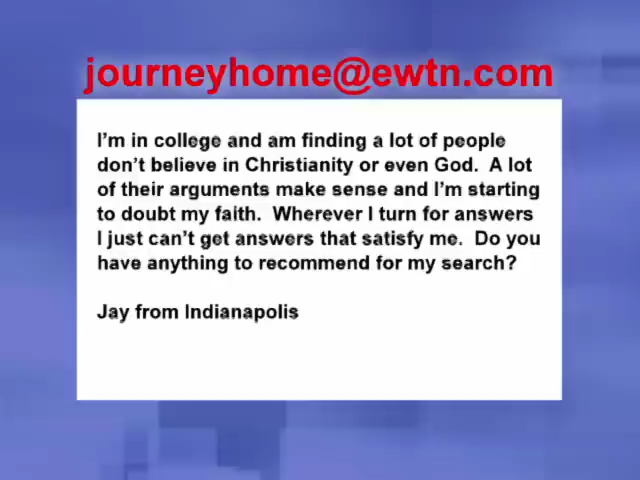 journeyhome@ewtn.com
I'm in college and am finding a lot of people
don't believe in Christianity or even God.  A lot
of their arguments make sense and I'm starting
to doubt my faith.  Wherever I turn for answers
I just can't get answers that satisfy me.  Do you
have anything to recommend for my search?
Jay from Indianapolis